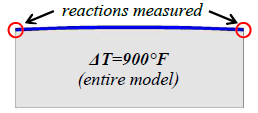 reactions measured
ΔT=900°F
(entire model)